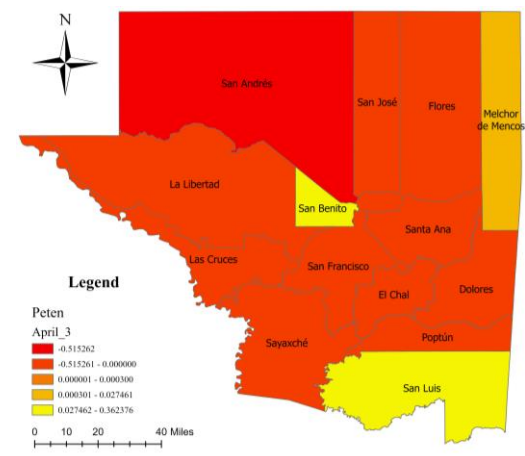 N
San Andrés
San José
Flores
Melchor
de Mencos
La Libertad
San Benito
Santa Ana
Las Cruces
San Francisco
Legend
El Chal
Dolores
Peten
April_3
Sayaxché
Poptún
-0.515262
-0.515261 - 0.000000
0.000001 - 0.000300
0.000301 - 0.027461
0.027462 - 0.362376
San Luis
0 10 20 40 Miles